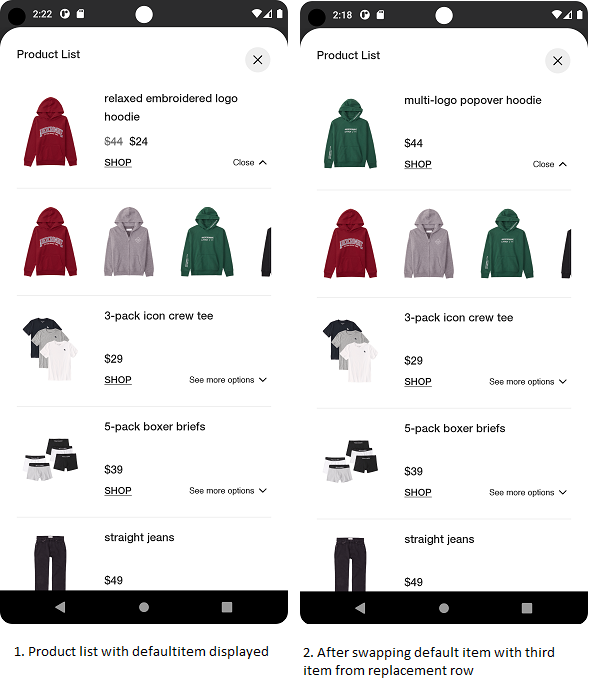 2:22
Product List
relaxed embroidered logo
hoodie
$44 $24
SHOP
Close
3-pack icon crew tee
$29
SHOP
See more options
5-pack boxer briefs
$39
SHOP
See more options
straight jeans
$49
1. Product list with defaultitem displayed
2:18
Product List
multi-logo popover hoodie
$44
SHOP
Close
3-pack icon crew tee
$29
SHOP
See more options
5-pack boxer briefs
$39
SHOP
See more options
straight jeans
$49
2. After swapping default item with third
item from replacement row